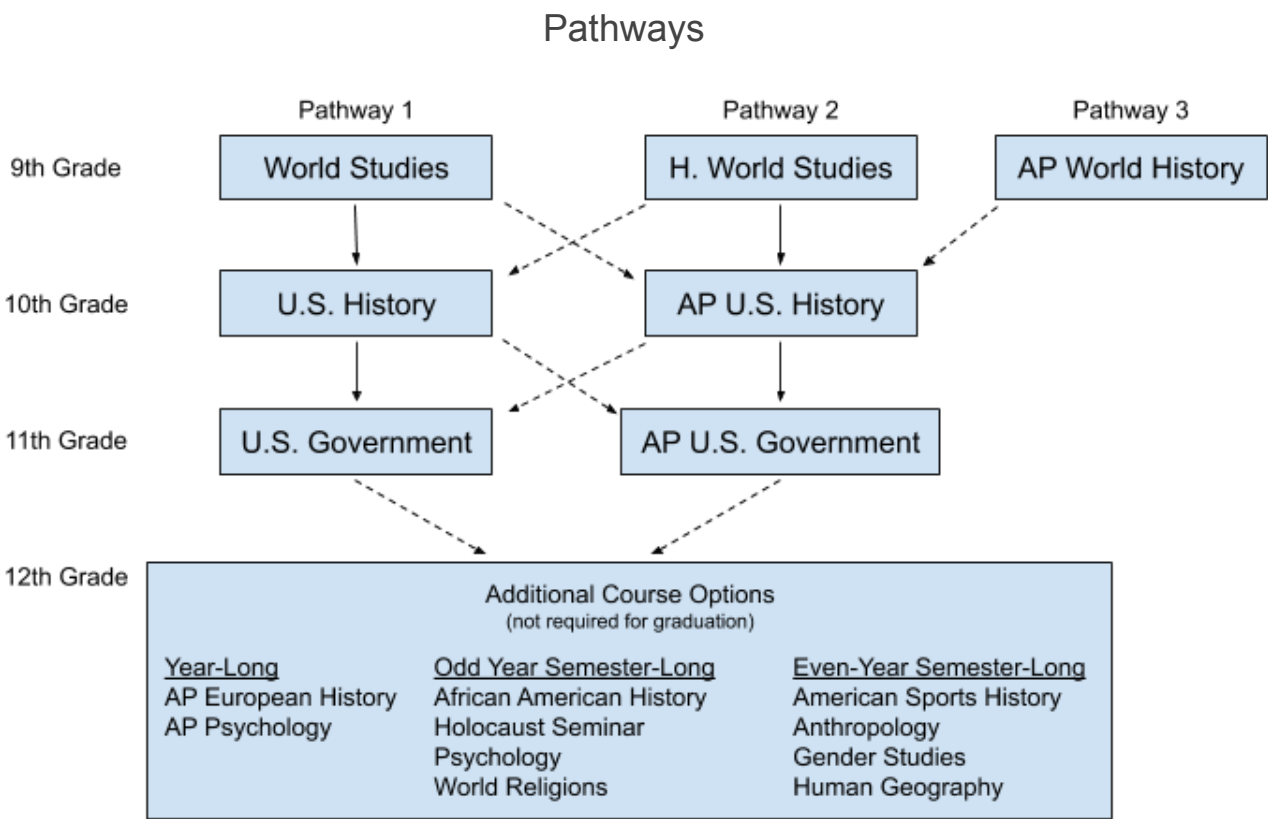 Pathways
Pathway 1
Pathway 2
Pathway 3
9th Grade
World Studies
H. World Studies
AP World History
10th Grade
U.S. History
AP U.S. History
11th Grade
U.S. Government
AP U.S. Government
12th Grade
Additional Course Options
(not required for graduation)
Year-Long
AP European History
AP Psychology
Odd Year Semester-Long
African American History
Holocaust Seminar
Psychology
World Religions
Even-Year Semester-Long
American Sports History
Anthropology
Gender Studies
Human Geography